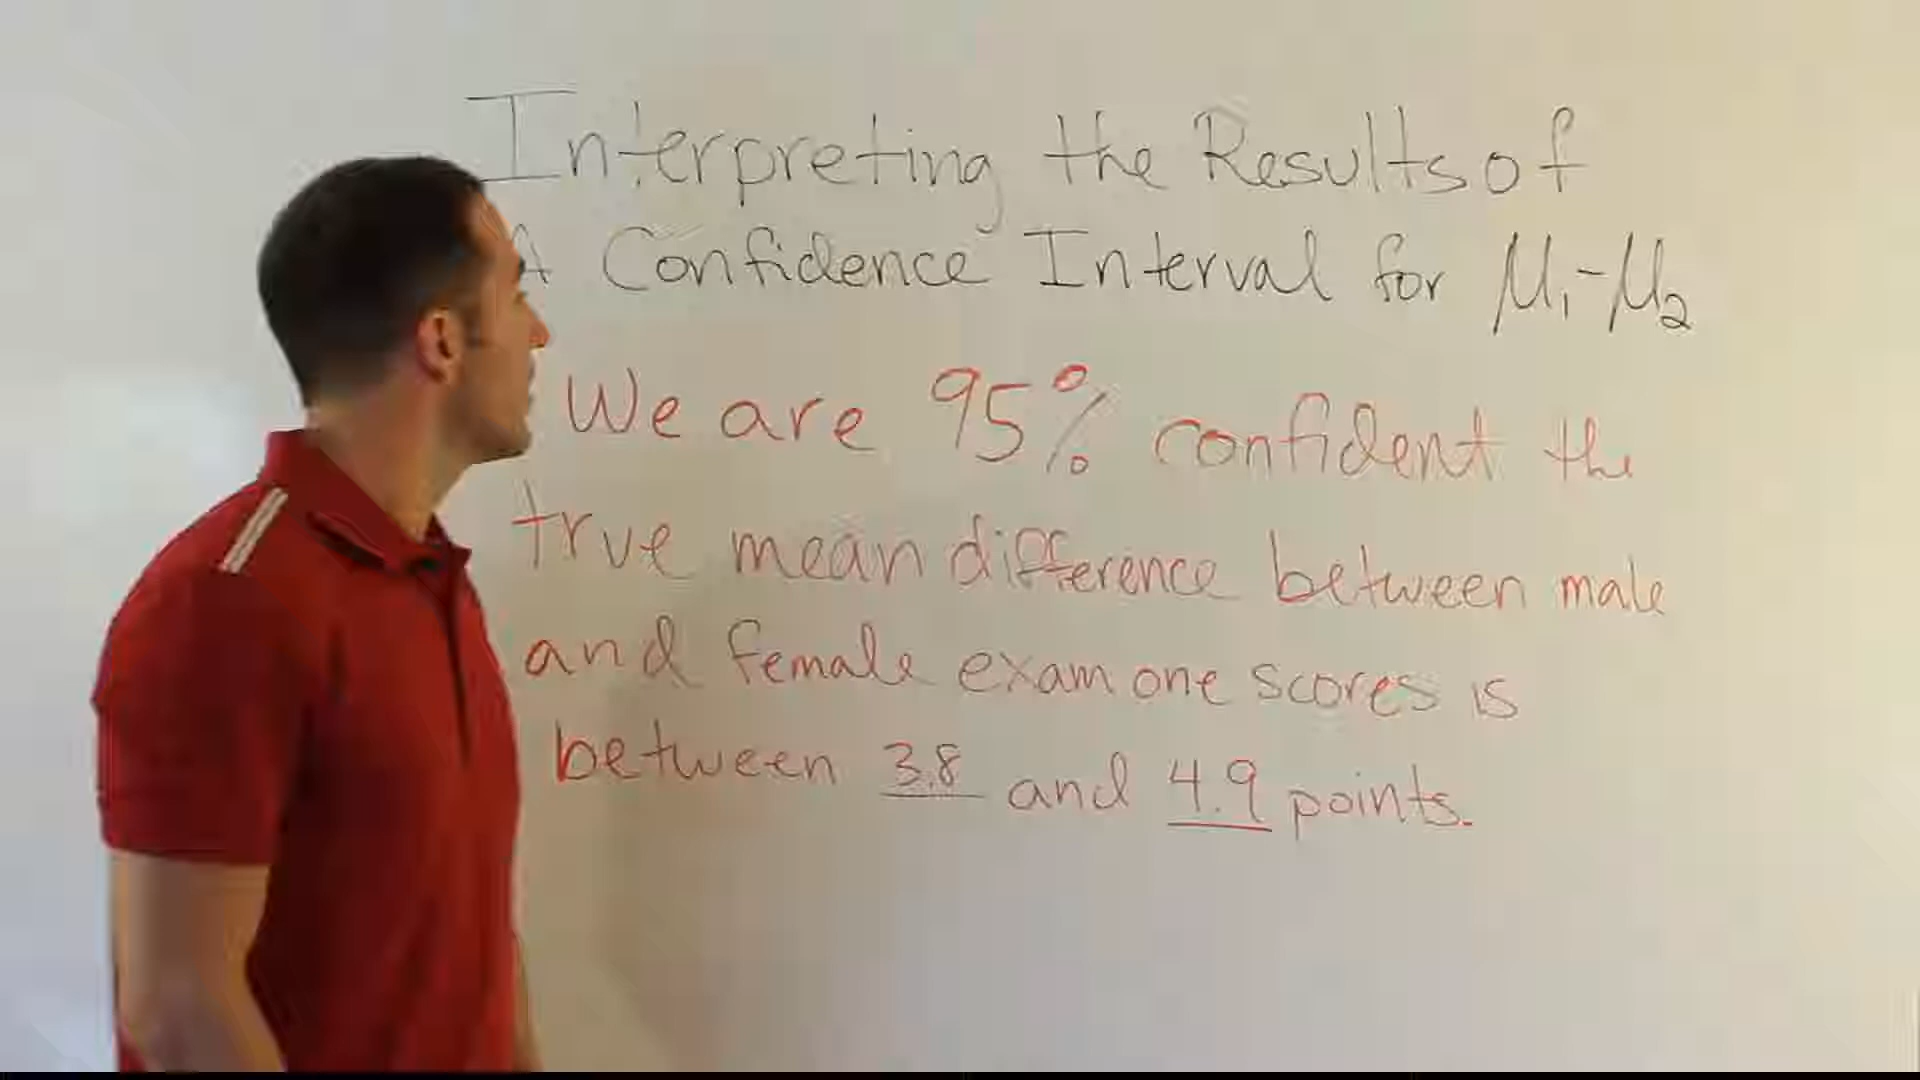 Interpreting the Results of
A Confidence Interval for μ₁-μ₂
We are 95% confident the
true mean difference between male
and female exam one scores is
between 3.8 and 4.9 points.